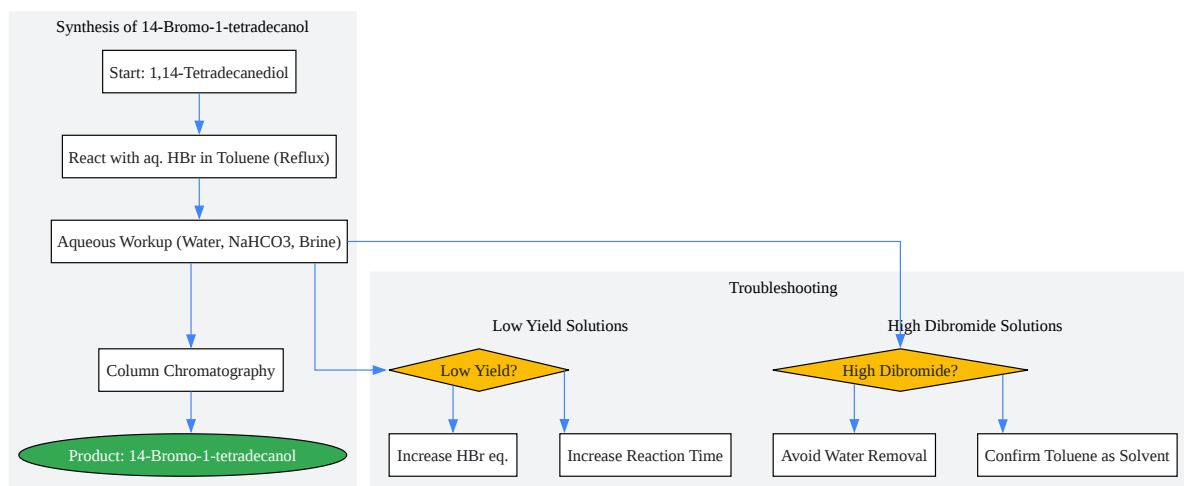 Synthesis of 14-Bromo-1-tetradecanol
Start: 1,14-Tetradecanediol
React with aq. HBr in Toluene (Reflux)
Aqueous Workup (Water, NaHCO3, Brine)
Column Chromatography
Product: 14-Bromo-1-tetradecanol
Troubleshooting
Low Yield Solutions
Low Yield?
Increase HBr eq.
Increase Reaction Time
High Dibromide Solutions
High Dibromide?
Avoid Water Removal
Confirm Toluene as Solvent